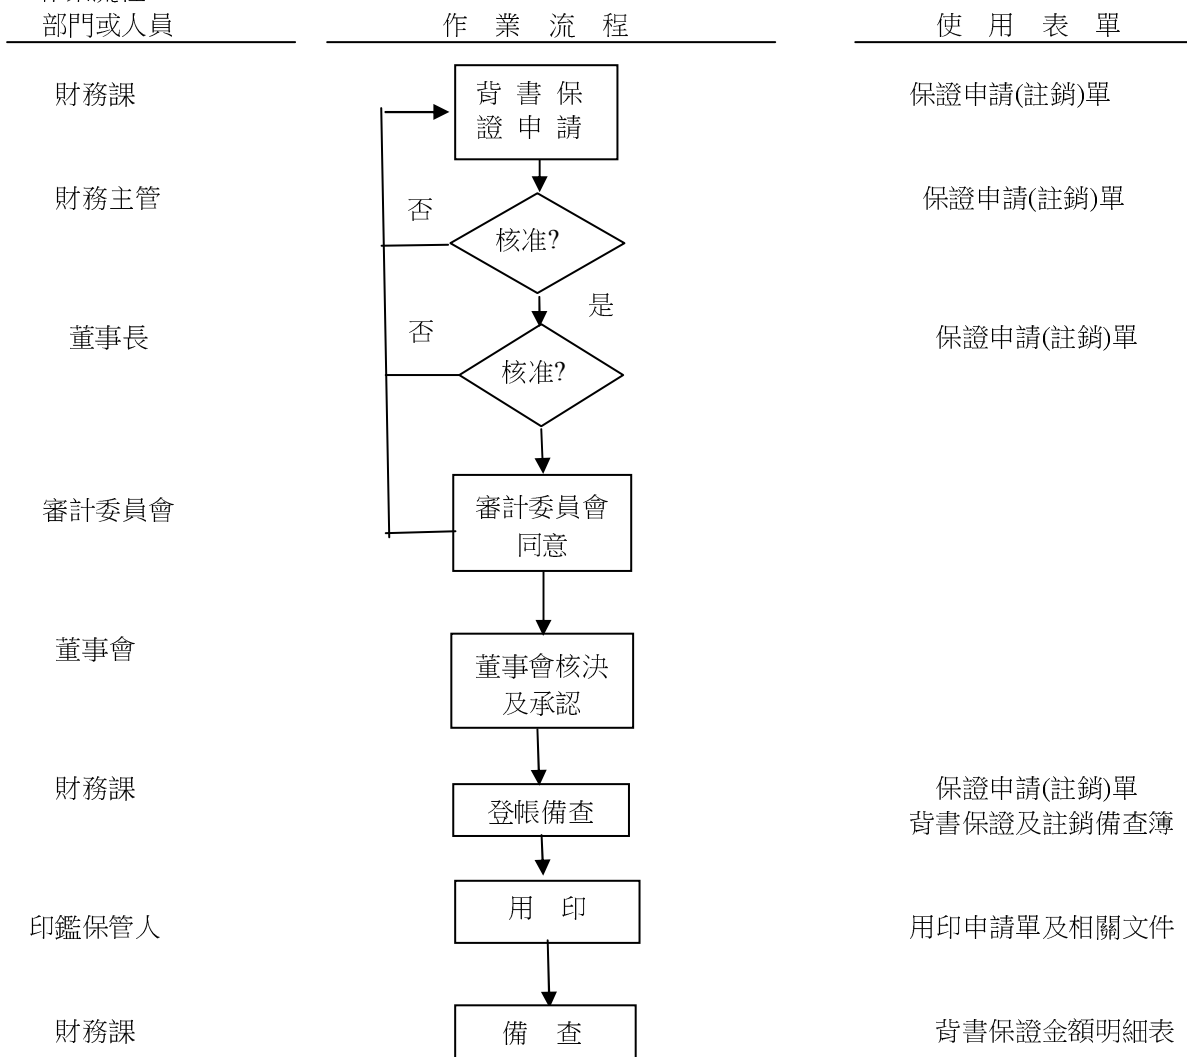 部門或人員 作業流程 使用表單
財務課 背書保 保證申請(註銷)單
證申請
財務主管 否 保證申請(註銷)單
核准?
是
董事長 否 保證申請(註銷)單
核准?
審計委員會 審計委員會
同意
董事會 董事會核決
及承認
財務課 保證申請(註銷)單
登帳備查 背書保證及註銷備查簿
印鑑保管人 用印 用印申請單及相關文件
財務課 備查 背書保證金額明細表